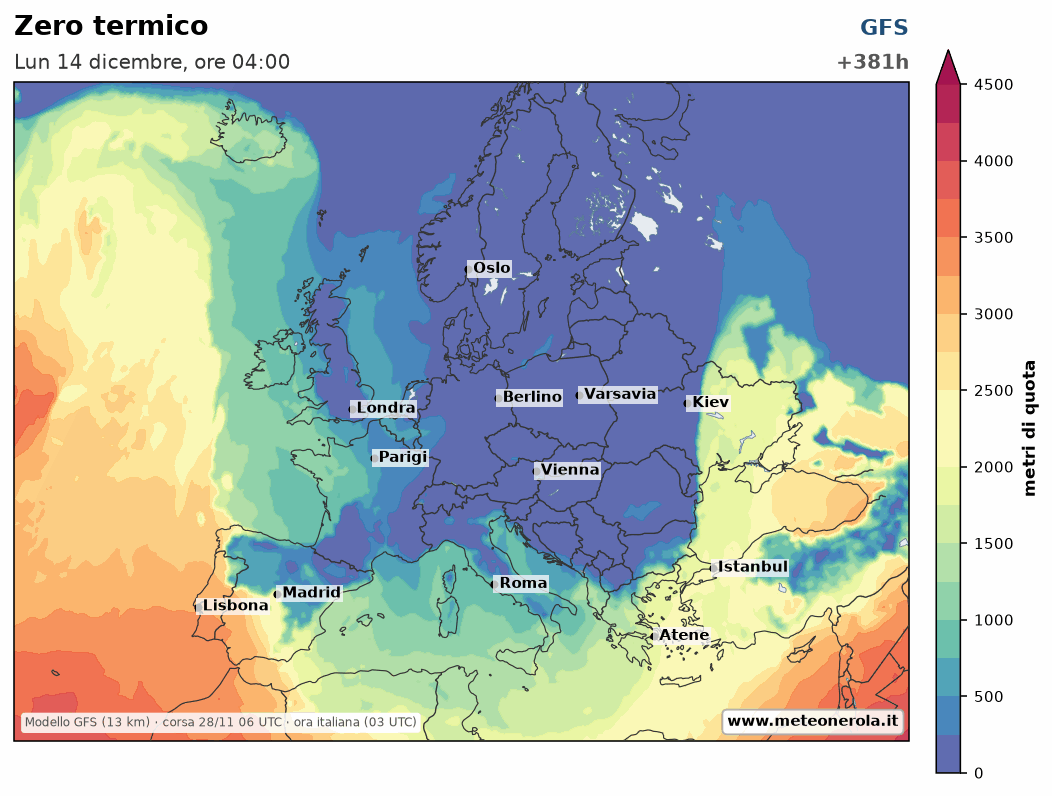 Zero termico
GFS
Lun 14 dicembre, ore 04:00
+381h
4500
4000
3500
3000
2500
2000
1500
1000
500
0
metri di quota
Oslo
Berlino
Varsavia
Kiev
Londra
Parigi
Vienna
Istanbul
Roma
Madrid
Lisbona
Atene
Modello GFS (13 km) · corsa 28/11 06 UTC · ora italiana (03 UTC)
www.meteonerola.it